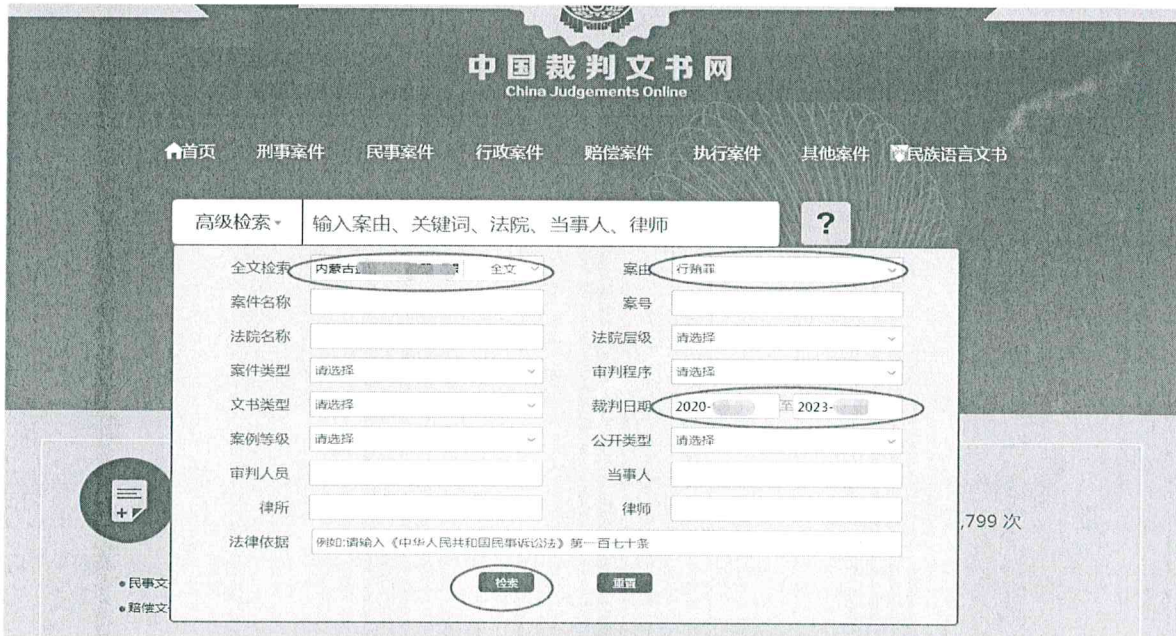 中国裁判文书网
China Judgements Online
首页 刑事案件 民事案件 行政案件 赔偿案件 执行案件 其他案件 民族语言文书
高级检索 输入案由、关键词、法院、当事人、律师 ?
全文检索 内蒙古 全文 案由 行贿罪
案件名称 案号
法院名称 法院层级 请选择
案件类型 请选择 审判程序 请选择
文书类型 请选择 裁判日期 2020- 至 2023-
案例等级 请选择 公开类型 请选择
审判人员 当事人
律所 律师
,799 次
法律依据 例如:请输入《中华人民共和国民事诉讼法》第一百七十条
检索 重置
民事文
赔偿文